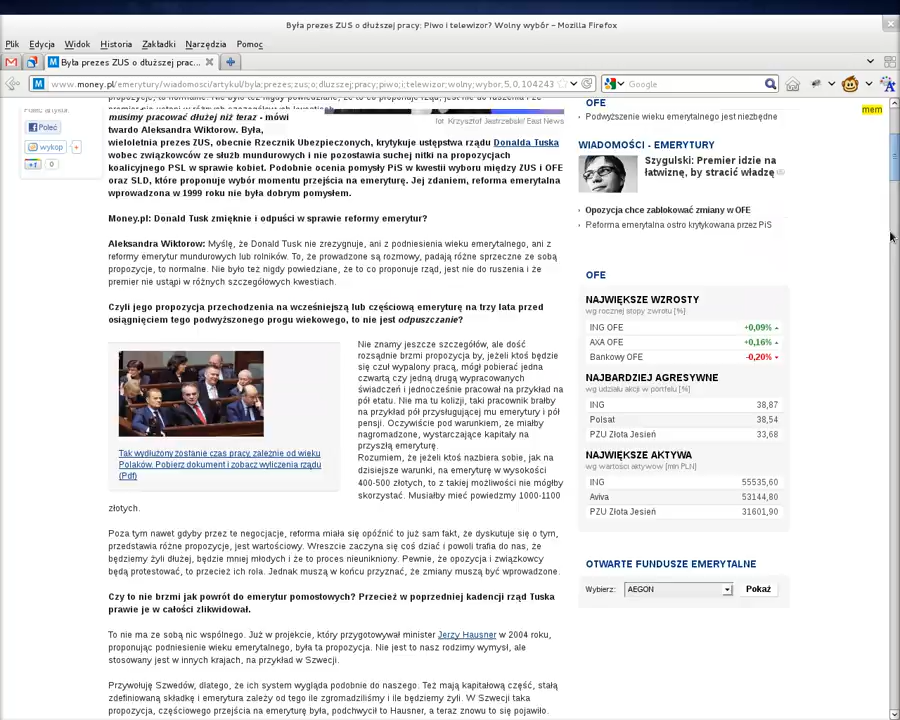 Była prezes ZUS o dłuższej pracy: Piwo i telewizor? Wolny wybór – Mozilla Firefox
Plik Edycja Widok Historia Zakładki Narzędzia Pomoc
Była prezes ZUS o dłuższej prac...
www.money.pl/emerytury/wiadomosci/artykul/byla;prezes;zus;o;dluzszej;pracy;piwo;i;telewizor;wolny;wybor,5,0,104243
Google
Poleć artykuł:
Poleć
wykop
+
+1
0
musimy pracować dłużej niż teraz - mówi
twardo Aleksandra Wiktorow. Była,
fot. Krzysztof Jastrzebski/ East News
wieloletnia prezes ZUS, obecnie Rzecznik Ubezpieczonych, krytykuje ustępstwa rządu Donalda Tuska
wobec związkowców ze służb mundurowych i nie pozostawia suchej nitki na propozycjach
koalicyjnego PSL w sprawie kobiet. Podobnie ocenia pomysły PiS w kwestii wyboru między ZUS i OFE
oraz SLD, które proponuje wybór momentu przejścia na emeryturę. Jej zdaniem, reforma emerytalna
wprowadzona w 1999 roku nie była dobrym pomysłem.
Money.pl: Donald Tusk zmięknie i odpuści w sprawie reformy emerytur?
Aleksandra Wiktorow: Myślę, że Donald Tusk nie zrezygnuje, ani z podniesienia wieku emerytalnego, ani z
reformy emerytur mundurowych lub rolników. To, że prowadzone są rozmowy, padają różne sprzeczne ze sobą
propozycje, to normalne. Nie było też nigdy powiedziane, że to co proponuje rząd, jest nie do ruszenia i że
premier nie ustąpi w różnych szczegółowych kwestiach.
Czyli jego propozycja przechodzenia na wcześniejszą lub częściową emeryturę na trzy lata przed
osiągnięciem tego podwyższonego progu wiekowego, to nie jest odpuszczanie?
Nie znamy jeszcze szczegółów, ale dość
rozsądnie brzmi propozycja by, jeżeli ktoś będzie
się czuł wypalony pracą, mógł pobierać jedna
czwartą czy jedną drugą wypracowanych
świadczeń i jednocześnie pracował na przykład na
pół etatu. Nie ma tu kolizji, taki pracownik brałby
na przykład pół przysługującej mu emerytury i pół
pensji. Oczywiście pod warunkiem, że miałby
nagromadzone, wystarczające kapitały na
przyszłą emeryturę.
Rozumiem, że jeżeli ktoś nazbiera sobie, jak na
dzisiejsze warunki, na emeryturę w wysokości
400-500 złotych, to z takiej możliwości nie mógłby
skorzystać. Musiałby mieć powiedzmy 1000-1100
złotych.
Tak wydłużony zostanie czas pracy, zależnie od wieku
Polaków. Pobierz dokument i zobacz wyliczenia rządu
(Pdf)
Poza tym nawet gdyby przez te negocjacje, reforma miała się opóźnić to już sam fakt, że dyskutuje się o tym,
przedstawia różne propozycje, jest wartościowy. Wreszcie zaczyna się coś dziać i powoli trafia do nas, że
będziemy żyli dłużej, będzie mniej młodych i że to proces nieunikniony. Pewnie, że opozycja i związkowcy
będą protestować, to przecież ich rola. Jednak muszą w końcu przyznać, że zmiany muszą być wprowadzone.
Czy to nie brzmi jak powrót do emerytur pomostowych? Przecież w poprzedniej kadencji rząd Tuska
prawie je w całości zlikwidował.
To nie ma ze sobą nic wspólnego. Już w projekcie, który przygotowywał minister Jerzy Hausner w 2004 roku,
proponując podniesienie wieku emerytalnego, była ta propozycja. Nie jest to nasz rodzimy wymysł, ale
stosowany jest w innych krajach, na przykład w Szwecji.
Przywołuję Szwedów, dlatego, że ich system wygląda podobnie do naszego. Też mają kapitałową część, stałą
zdefiniowaną składkę i emerytura zależy od tego ile zgromadziliśmy i ile będziemy żyli. W Szwecji taka
propozycja, częściowego przejścia na emeryturę była, podchwycił to Hausner, a teraz znowu to się pojawiło.
OFE
Podwyższenie wieku emerytalnego jest niezbędne
mem
WIADOMOŚCI - EMERYTURY
Szygulski: Premier idzie na
łatwiznę, by stracić władzę
Opozycja chce zablokować zmiany w OFE
Reforma emerytalna ostro krytykowana przez PiS
OFE
NAJWIĘKSZE WZROSTY
wg rocznej stopy zwrotu [%]
ING OFE +0,09%
AXA OFE +0,16%
Bankowy OFE -0,20%
NAJBARDZIEJ AGRESYWNE
wg udziału akcji w portfelu [%]
ING 38,87
Polsat 38,54
PZU Złota Jesień 33,68
NAJWIĘKSZE AKTYWA
wg wartości aktywów [mln PLN]
ING 55535,60
Aviva 53144,80
PZU Złota Jesień 31601,90
OTWARTE FUNDUSZE EMERYTALNE
Wybierz: AEGON Pokaż